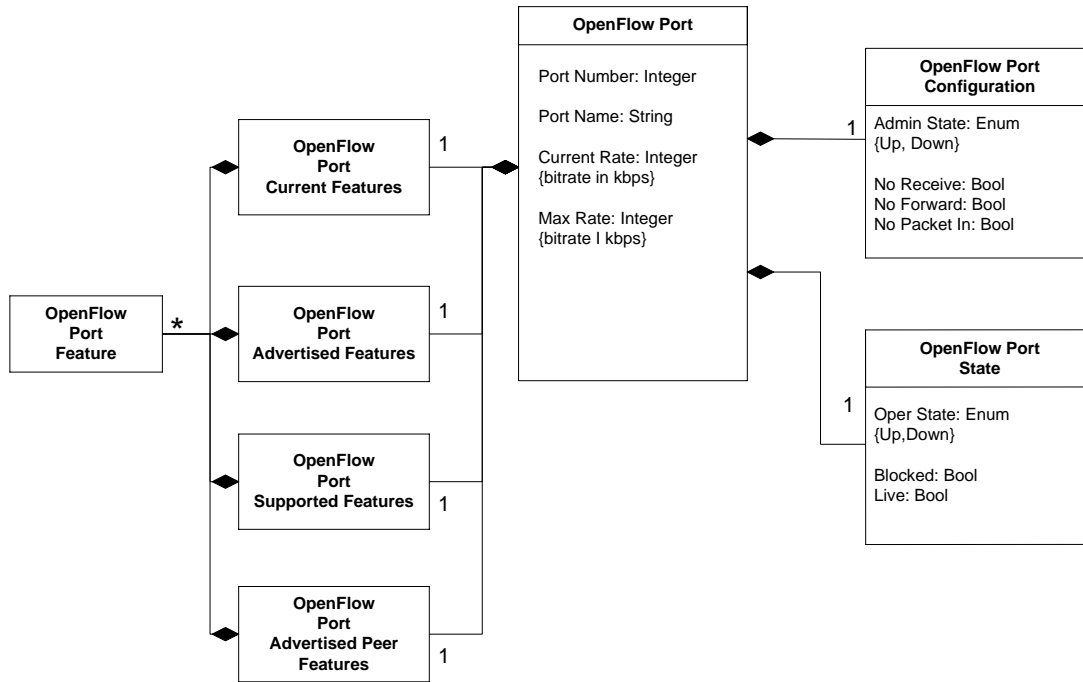 OpenFlow Port
Port Number: Integer
Port Name: String
Current Rate: Integer
{bitrate in kbps}
Max Rate: Integer
{bitrate I kbps}
OpenFlow Port
Configuration
Admin State: Enum
{Up, Down}
No Receive: Bool
No Forward: Bool
No Packet In: Bool
1
OpenFlow Port
State
Oper State: Enum
{Up,Down}
Blocked: Bool
Live: Bool
1
OpenFlow
Port
Current Features
1
OpenFlow
Port
Advertised Features
1
OpenFlow
Port
Supported Features
1
OpenFlow
Port
Advertised Peer
Features
1
OpenFlow
Port
Feature
*